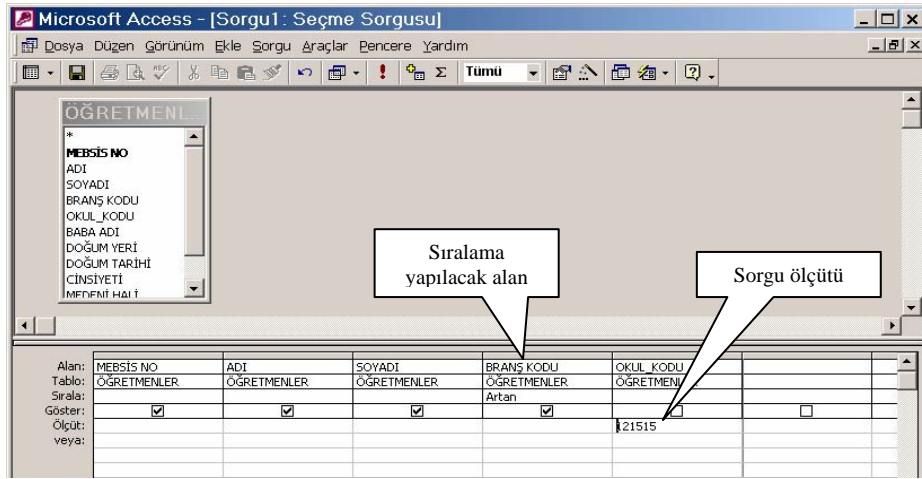 Microsoft Access - [Sorgu1: Seçme Sorgusu]
Dosya Düzen Görünüm Ekle Sorgu Araçlar Pencere Yardım
ABC Σ Tümü
ÖĞRETMENL...
*
MEBSİS NO
ADI
SOYADI
BRANŞ KODU
OKUL_KODU
BABA ADI
DOĞUM YERİ
DOĞUM TARİHİ
CİNSİYETİ
MEDENİ HALİ
Sıralama
yapılacak alan
Sorgu ölçütü
Alan: MEBSİS NO ADI SOYADI BRANŞ KODU OKUL_KODU
Tablo: ÖĞRETMENLER ÖĞRETMENLER ÖĞRETMENLER ÖĞRETMENLER ÖĞRETMENL
Sırala: Artan
Göster:
Ölçüt: 121515
veya: